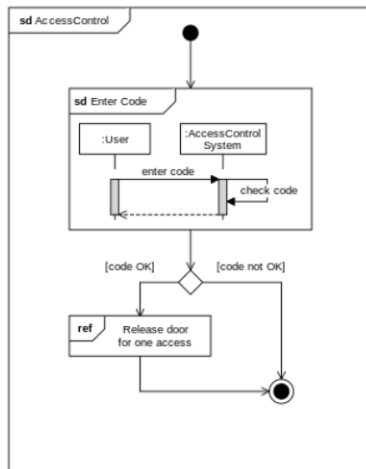 sd AccessControl
sd Enter Code
:User
:AccessControl
System
enter code
check code
[code OK]
[code not OK]
ref
Release door
for one access